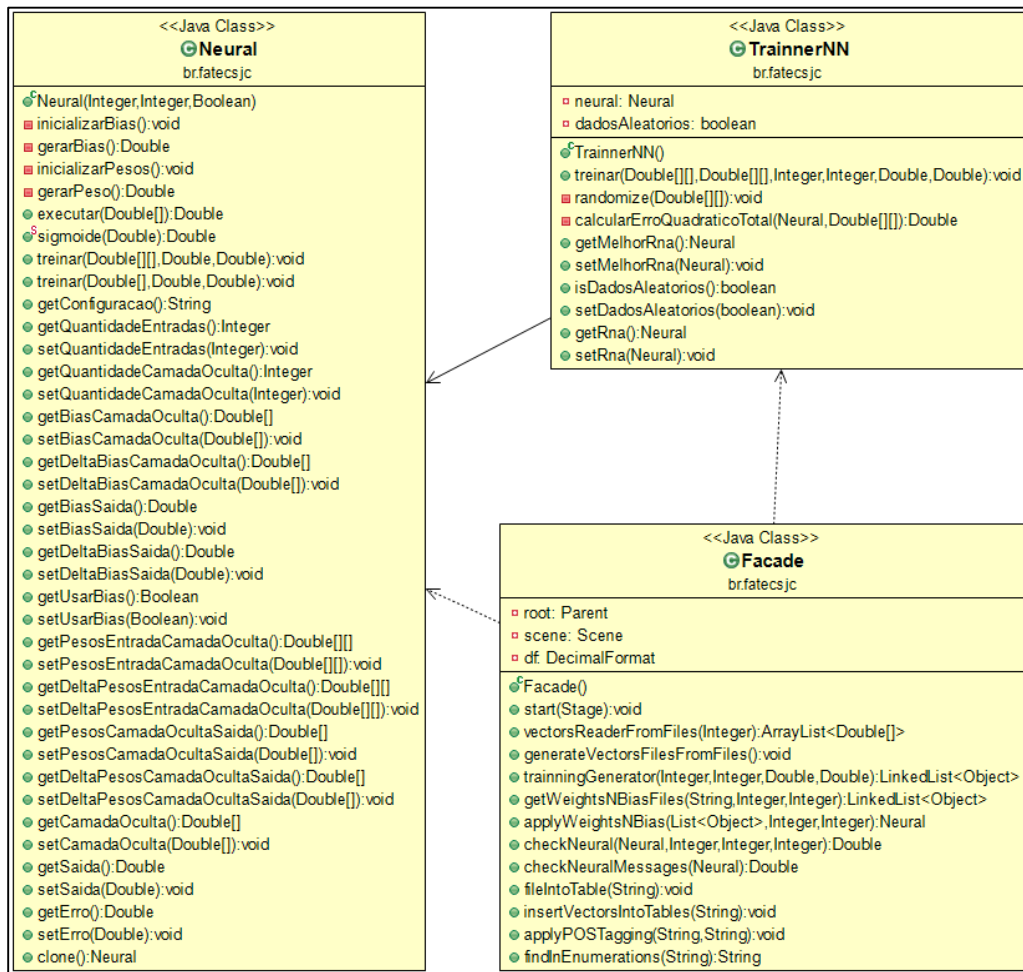 <<Java Class>>
Neural
br.fatecsjc
Neural(Integer,Integer,Boolean)
inicializarBias():void
gerarBias():Double
inicializarPesos():void
gerarPeso():Double
executar(Double[]):Double
sigmoide(Double):Double
treinar(Double[][],Double,Double):void
treinar(Double[],Double,Double):void
getConfiguracao():String
getQuantidadeEntradas():Integer
setQuantidadeEntradas(Integer):void
getQuantidadeCamadaOculta():Integer
setQuantidadeCamadaOculta(Integer):void
getBiasCamadaOculta():Double[]
setBiasCamadaOculta(Double[]):void
getDeltaBiasCamadaOculta():Double[]
setDeltaBiasCamadaOculta(Double[]):void
getBiasSaida():Double
setBiasSaida(Double):void
getDeltaBiasSaida():Double
setDeltaBiasSaida(Double):void
getUsarBias():Boolean
setUsarBias(Boolean):void
getPesosEntradaCamadaOculta():Double[][]
setPesosEntradaCamadaOculta(Double[][]):void
getDeltaPesosEntradaCamadaOculta():Double[][]
setDeltaPesosEntradaCamadaOculta(Double[][]):void
getPesosCamadaOcultaSaida():Double[]
setPesosCamadaOcultaSaida(Double[]):void
getDeltaPesosCamadaOcultaSaida():Double[]
setDeltaPesosCamadaOcultaSaida(Double[]):void
getCamadaOculta():Double[]
setCamadaOculta(Double[]):void
getSaida():Double
setSaida(Double):void
getErro():Double
setErro(Double):void
clone():Neural
<<Java Class>>
TrainnerNN
br.fatecsjc
neural: Neural
dadosAleatorios: boolean
TrainnerNN()
treinar(Double[][],Double[][],Integer,Integer,Double,Double):void
randomize(Double[][]):void
calcularErroQuadraticoTotal(Neural,Double[][]):Double
getMelhorRna():Neural
setMelhorRna(Neural):void
isDadosAleatorios():boolean
setDadosAleatorios(boolean):void
getRna():Neural
setRna(Neural):void
<<Java Class>>
Facade
br.fatecsjc
root: Parent
scene: Scene
df: DecimalFormat
Facade()
start(Stage):void
vectorsReaderFromFiles(Integer):ArrayList<Double[]>
generateVectorsFilesFromFiles():void
trainningGenerator(Integer,Integer,Double,Double):LinkedList<Object>
getWeightsNBiasFiles(String,Integer,Integer):LinkedList<Object>
applyWeightsNBias(List<Object>,Integer,Integer):Neural
checkNeural(Neural,Integer,Integer,Integer):Double
checkNeuralMessages(Neural):Double
fileIntoTable(String):void
insertVectorsIntoTables(String):void
applyPOSTagging(String,String):void
findInEnumerations(String):String